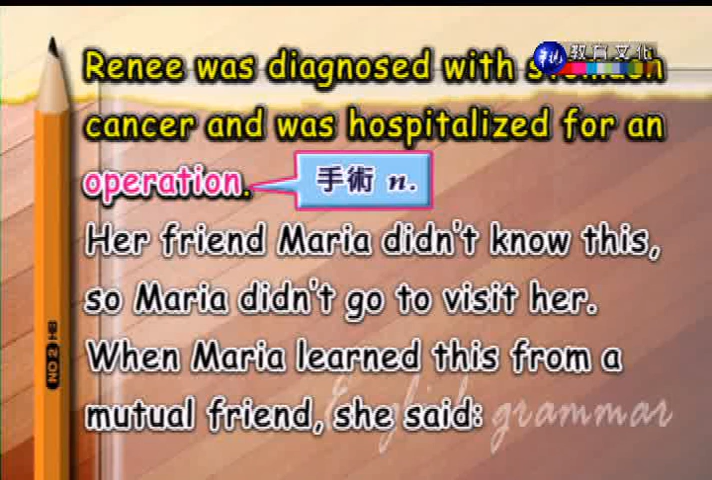 Renee was diagnosed with
教育文化
cancer and was hospitalized for an
operation.
手術 n.
Her friend Maria didn't know this,
so Maria didn't go to visit her.
When Maria learned this from a
mutual friend, she said:
English grammar
NO 2 HB